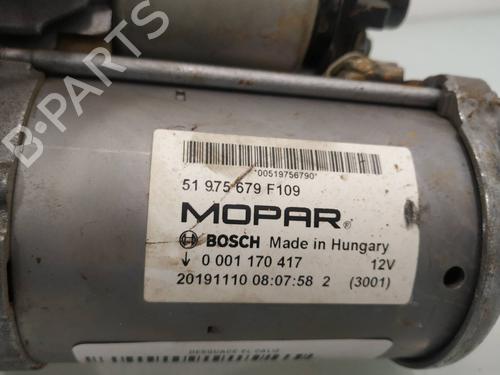 B-PARTS
*00519756790*
51 975 679 F109
MOPAR®
BOSCH Made in Hungary
↓ 0 001 170 417 12V
20191110 08:07:58 2 (3001)